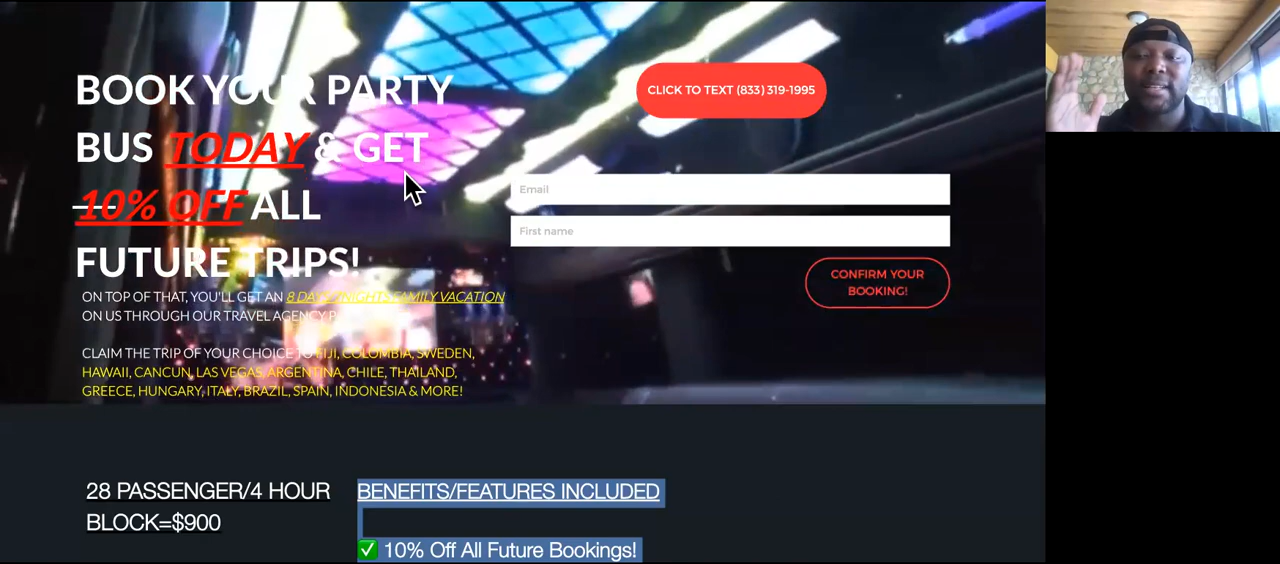 BOOK YOUR PARTY
BUS TODAY & GET
10% OFF ALL
FUTURE TRIPS!
ON TOP OF THAT, YOU'LL GET AN 8 DAYS/7NIGHTS FAMILY VACATION
ON US THROUGH OUR TRAVEL AGENCY
CLAIM THE TRIP OF YOUR CHOICE TO FIJI, COLOMBIA, SWEDEN,
HAWAII, CANCUN, LAS VEGAS, ARGENTINA, CHILE, THAILAND,
GREECE, HUNGARY, ITALY, BRAZIL, SPAIN, INDONESIA & MORE!
CLICK TO TEXT (833) 319-1995
Email
First name
CONFIRM YOUR
BOOKING!
28 PASSENGER/4 HOUR
BLOCK=$900
BENEFITS/FEATURES INCLUDED
✅ 10% Off All Future Bookings!